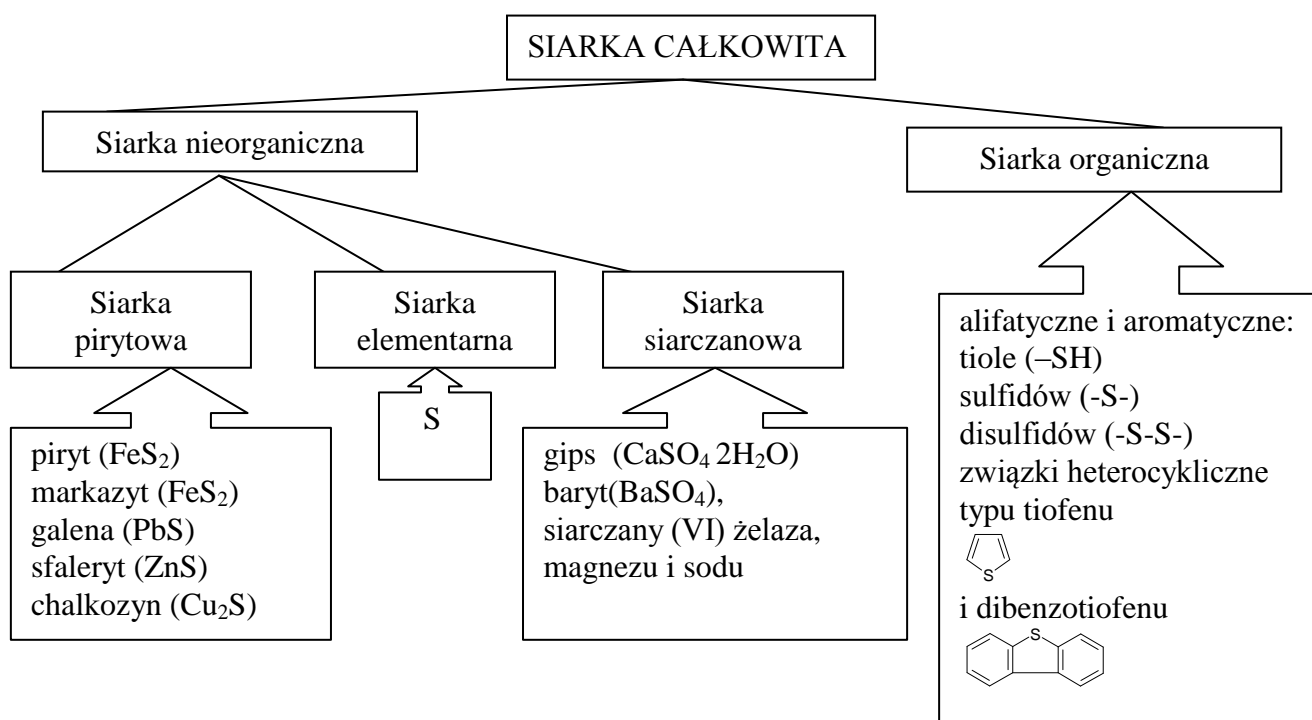 SIARKA CAŁKOWITA
Siarka nieorganiczna
Siarka organiczna
Siarka
pirytowa
Siarka
elementarna
Siarka
siarczanowa
piryt (FeS₂)
markazyt (FeS₂)
galena (PbS)
sfaleryt (ZnS)
chalkozyn (Cu₂S)
S
gips (CaSO₄ 2H₂O)
baryt(BaSO₄),
siarczany (VI) żelaza,
magnezu i sodu
alifatyczne i aromatyczne:
tiole (–SH)
sulfidów (-S-)
disulfidów (-S-S-)
związki heterocykliczne
typu tiofenu
S
i dibenzotiofenu
S